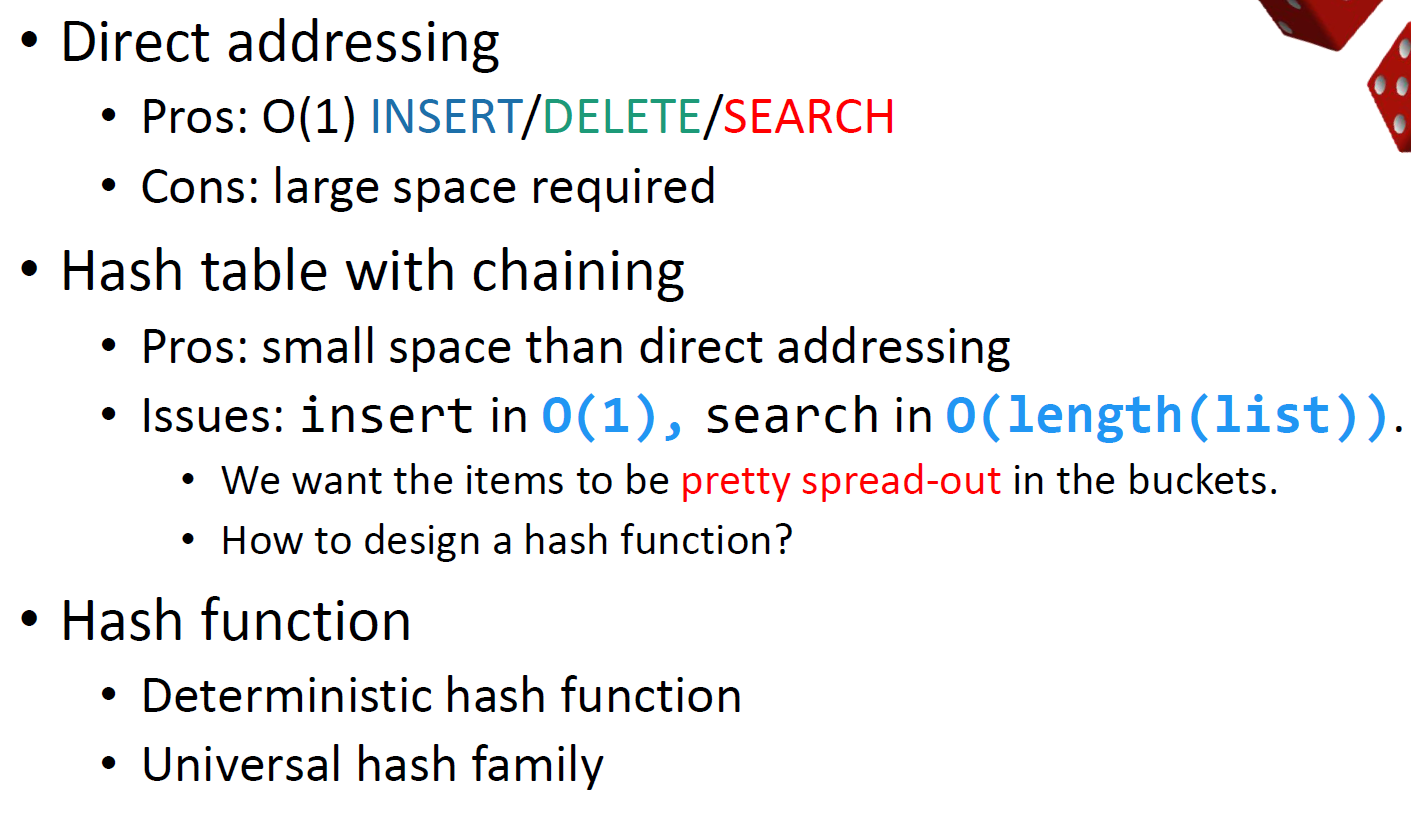 • Direct addressing
• Pros: O(1) INSERT/DELETE/SEARCH
• Cons: large space required
• Hash table with chaining
• Pros: small space than direct addressing
• Issues: insert in O(1), search in O(length(list)).
• We want the items to be pretty spread-out in the buckets.
• How to design a hash function?
• Hash function
• Deterministic hash function
• Universal hash family